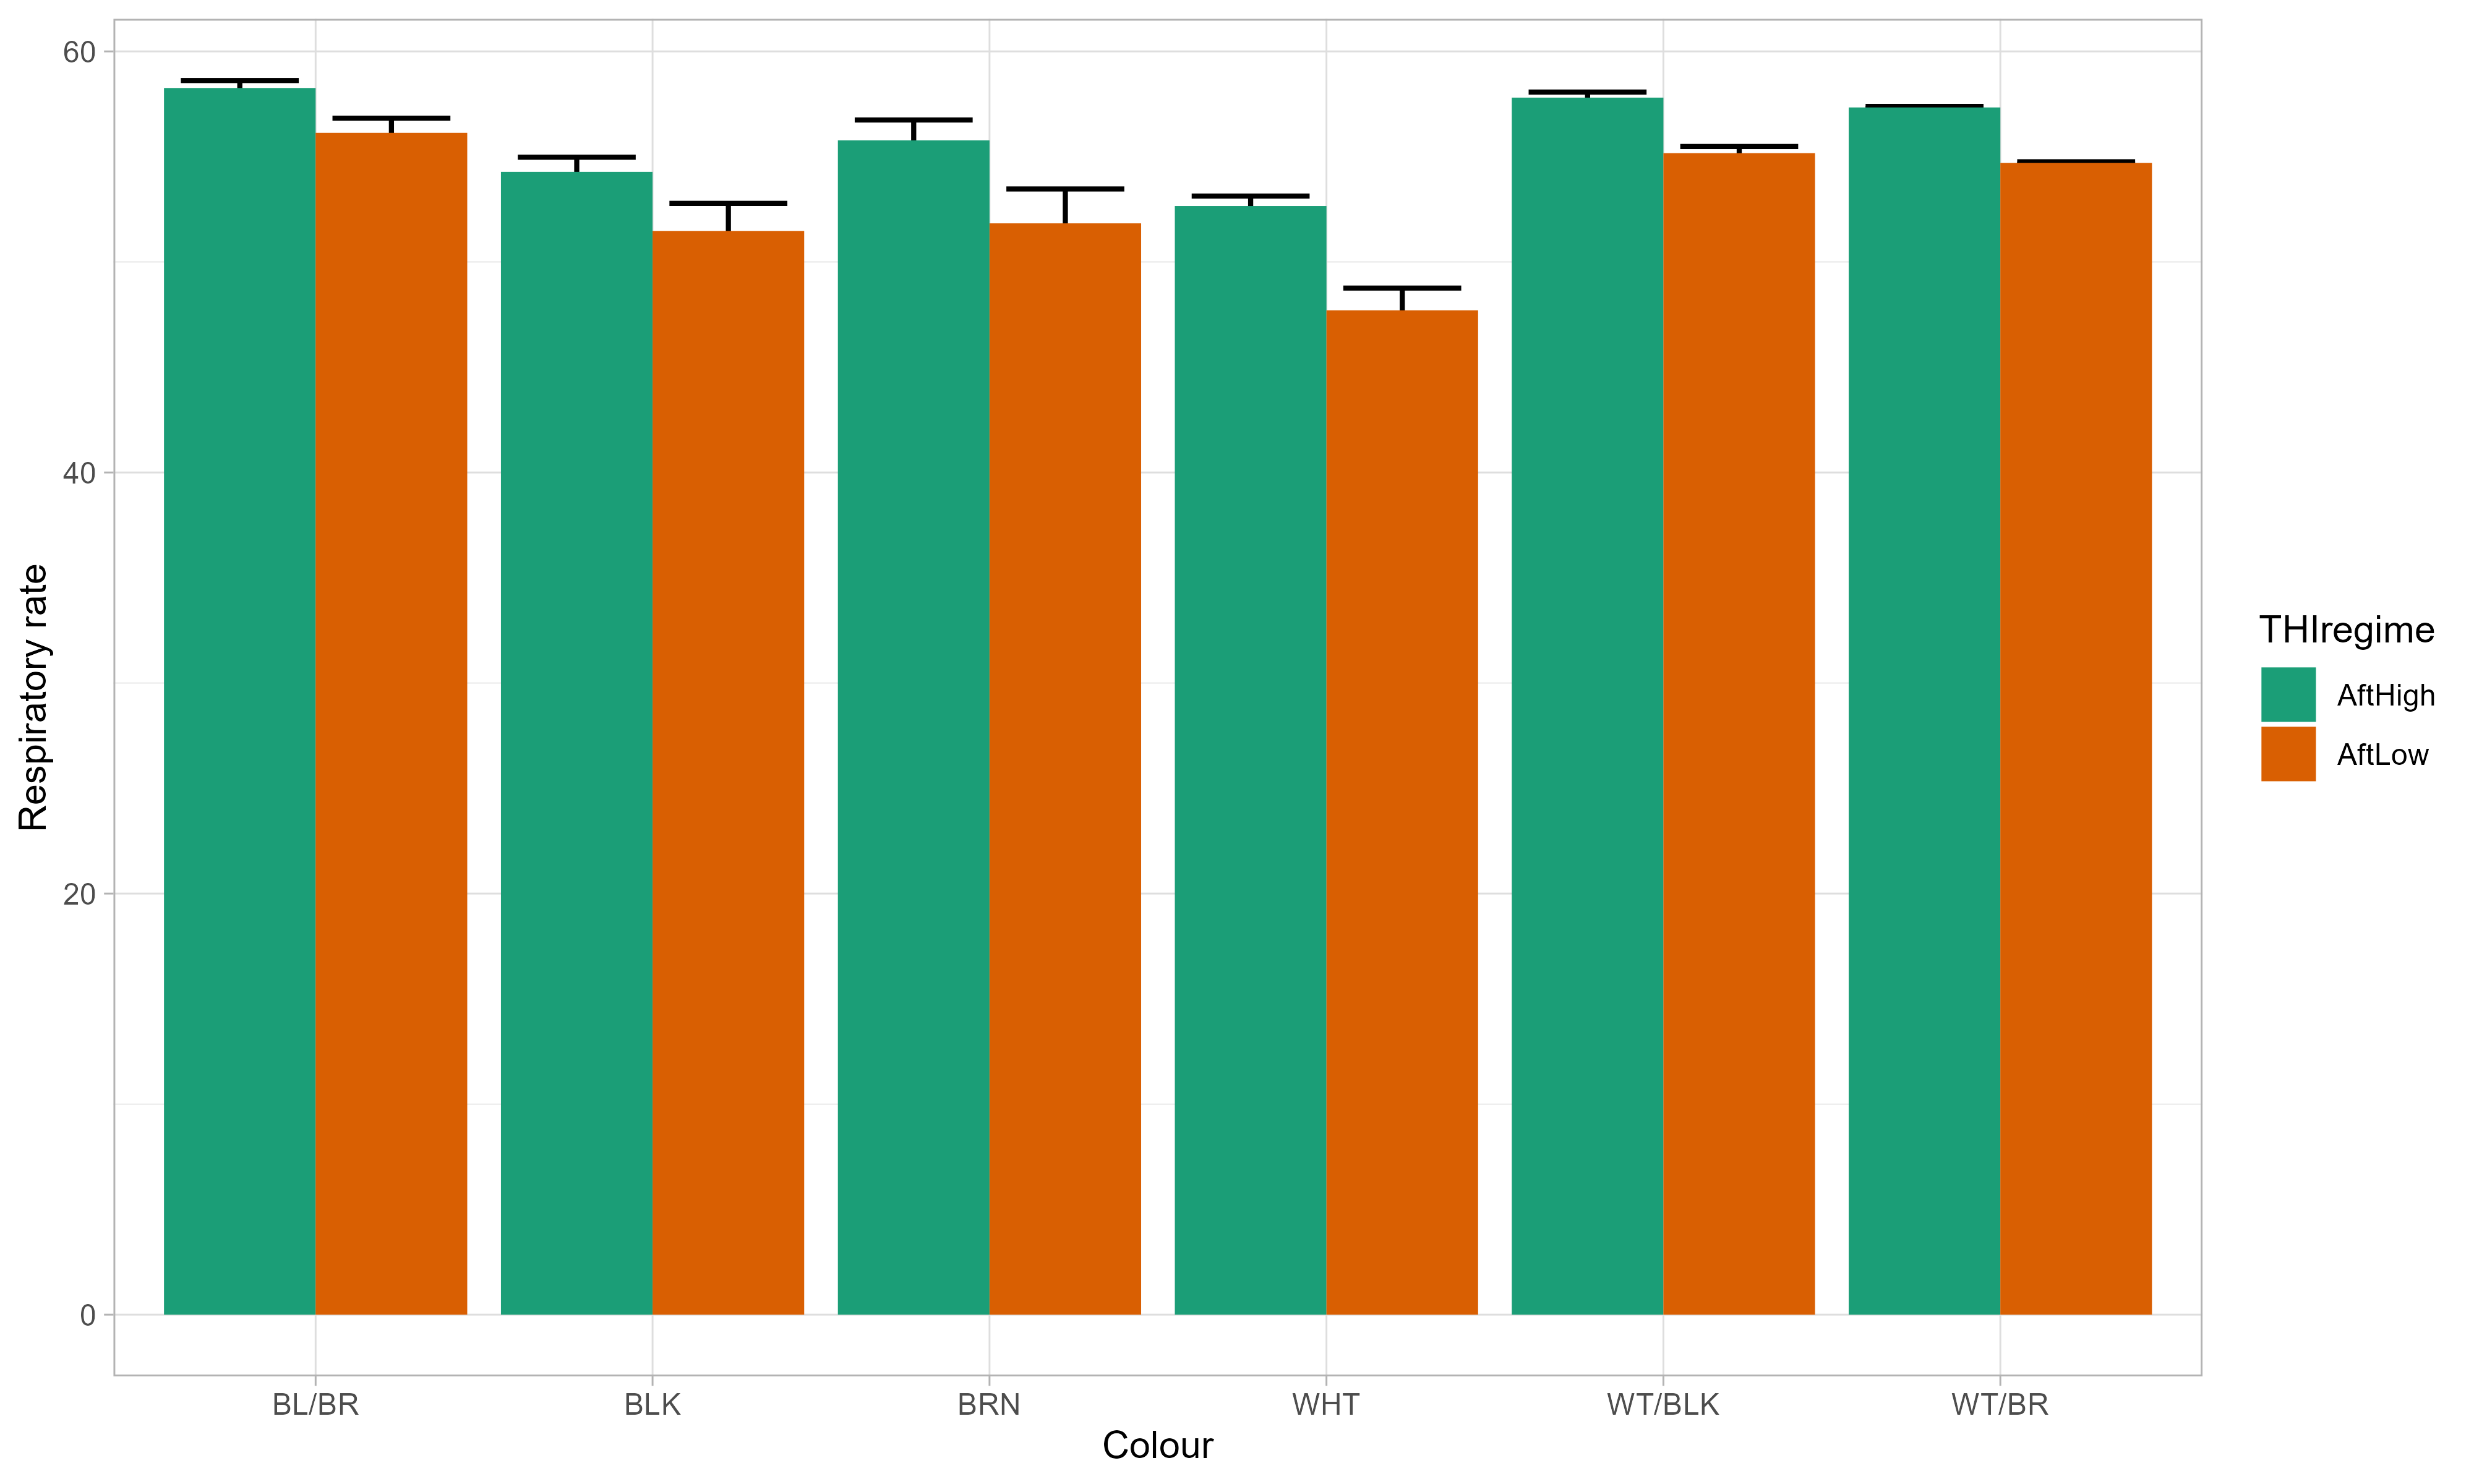 60
40
20
0
Respiratory rate
BL/BR BLK BRN WHT WT/BLK WT/BR
Colour
THIregime
AftHigh
AftLow